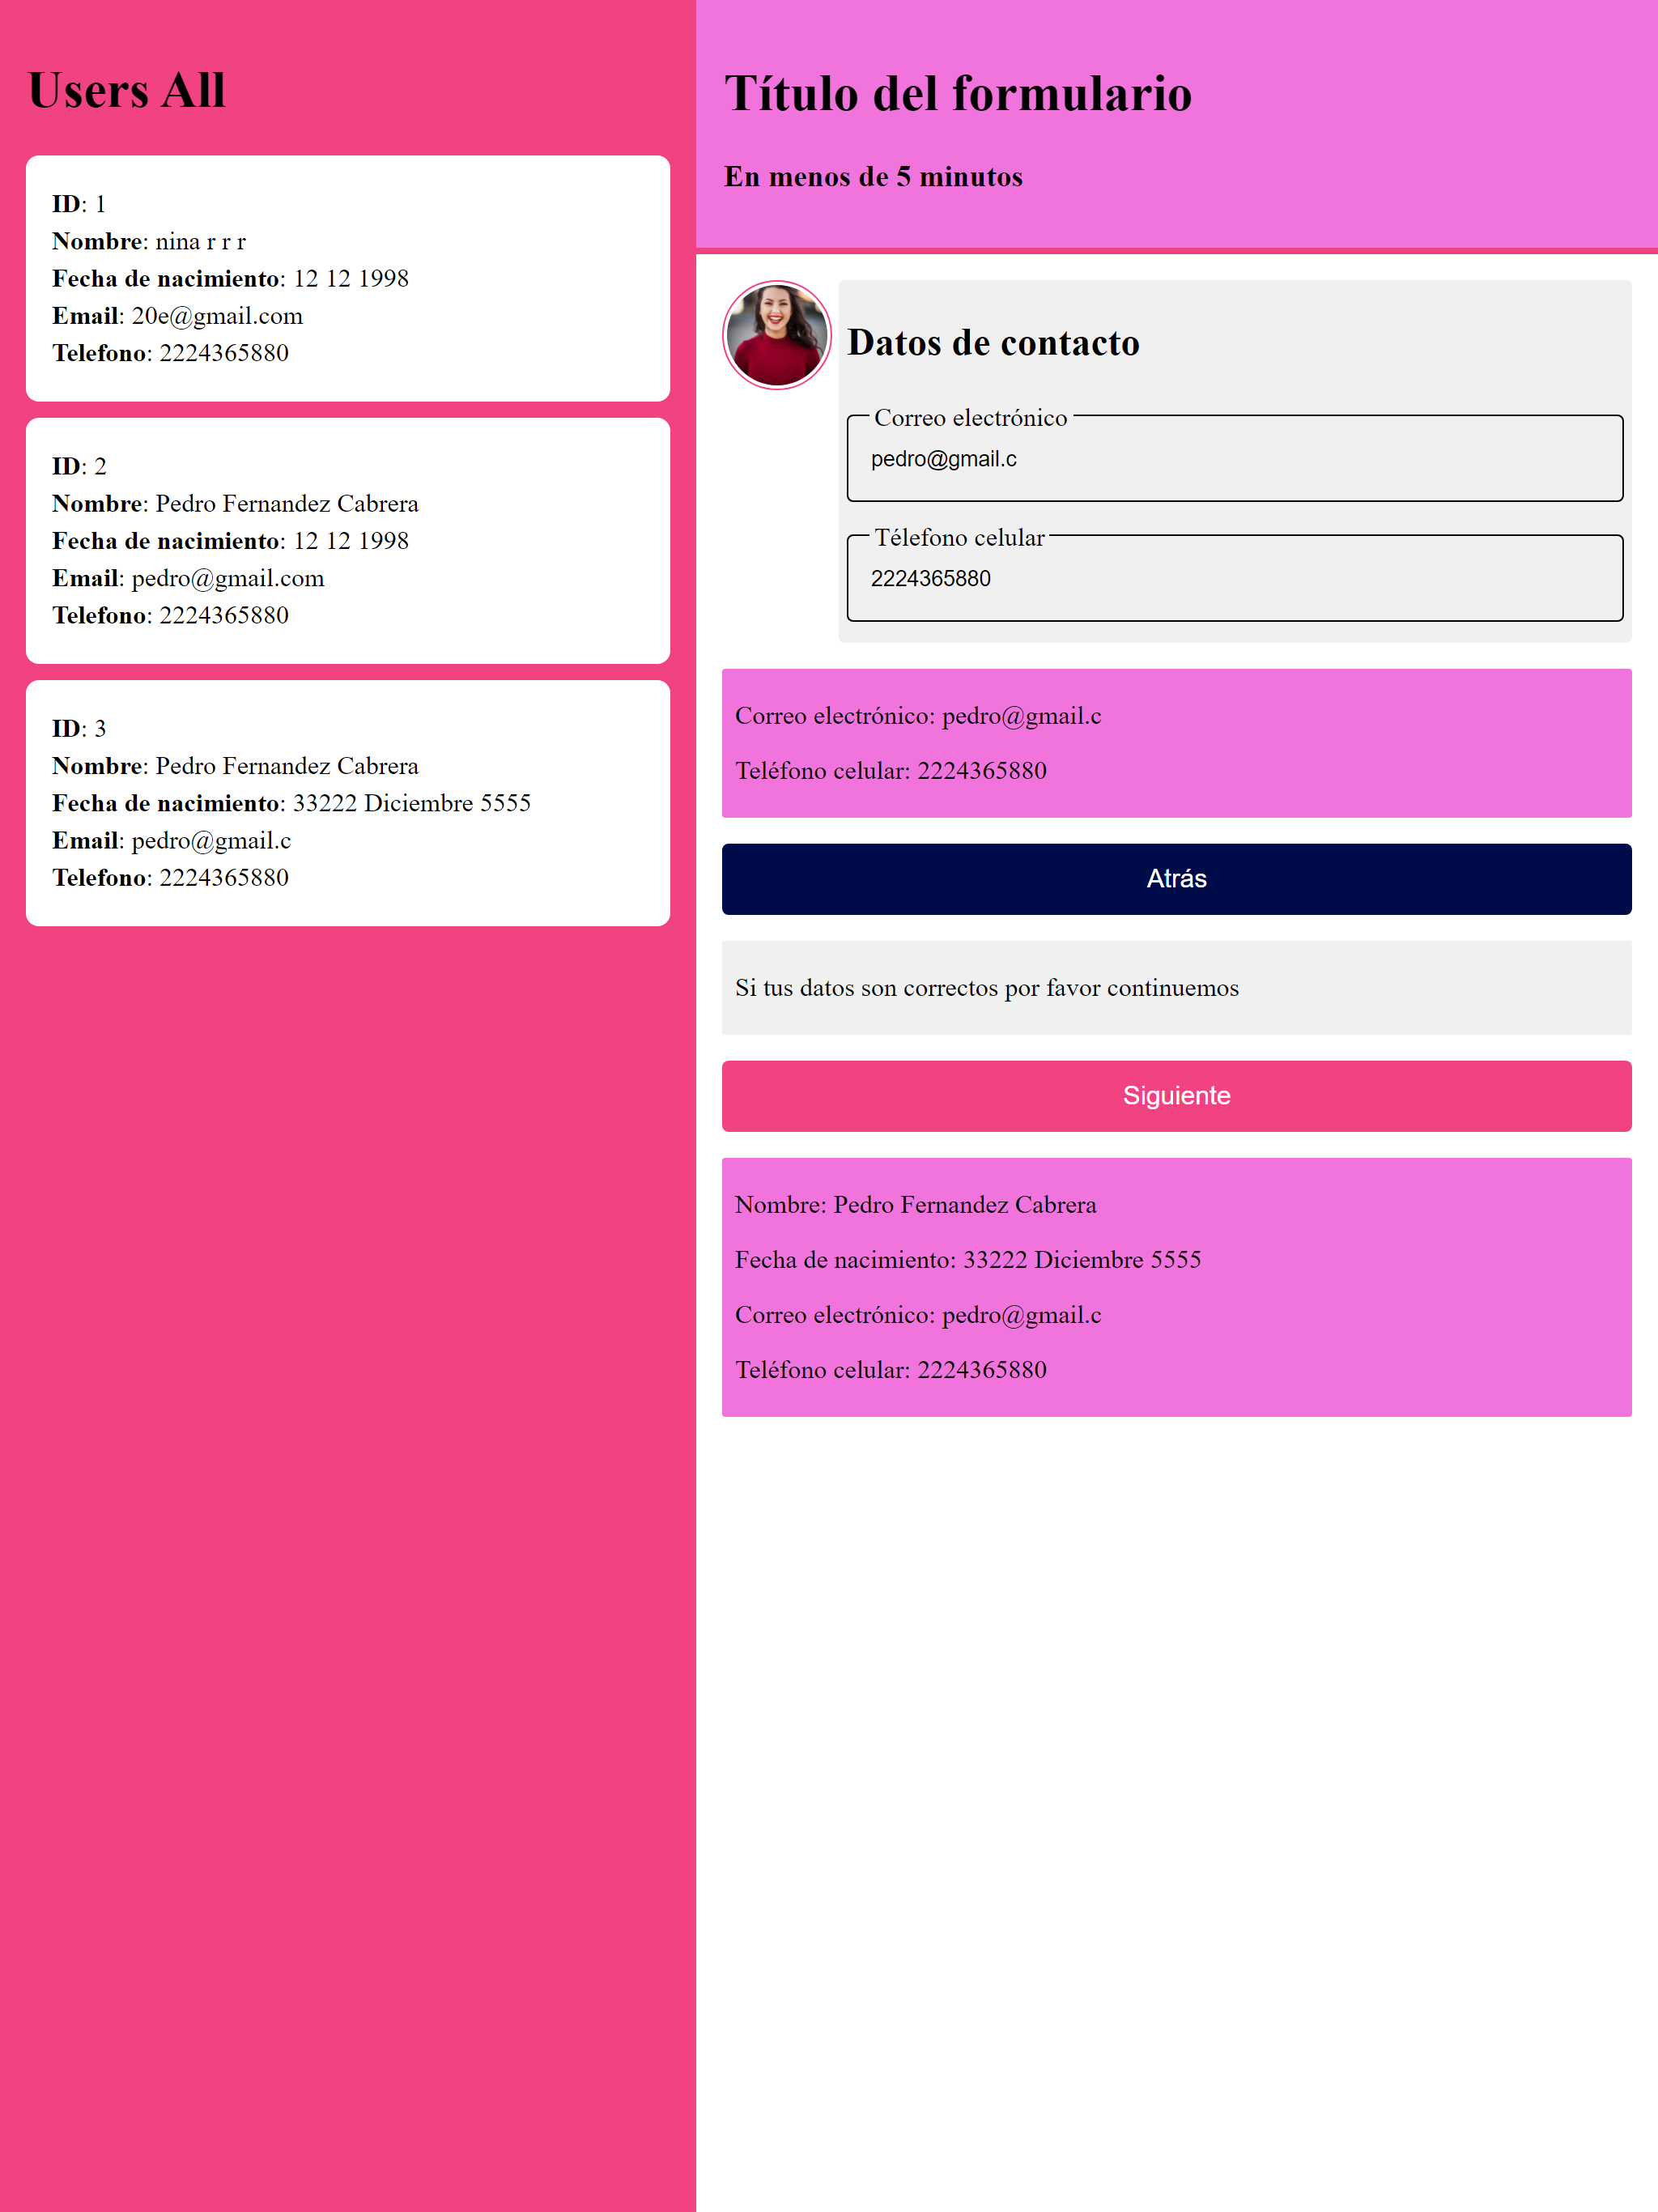 Users All
ID: 1
Nombre: nina r r r
Fecha de nacimiento: 12 12 1998
Email: 20e@gmail.com
Telefono: 2224365880
ID: 2
Nombre: Pedro Fernandez Cabrera
Fecha de nacimiento: 12 12 1998
Email: pedro@gmail.com
Telefono: 2224365880
ID: 3
Nombre: Pedro Fernandez Cabrera
Fecha de nacimiento: 33222 Diciembre 5555
Email: pedro@gmail.c
Telefono: 2224365880
Título del formulario
En menos de 5 minutos
Datos de contacto
Correo electrónico
pedro@gmail.c
Télefono celular
2224365880
Correo electrónico: pedro@gmail.c
Teléfono celular: 2224365880
Atrás
Si tus datos son correctos por favor continuemos
Siguiente
Nombre: Pedro Fernandez Cabrera
Fecha de nacimiento: 33222 Diciembre 5555
Correo electrónico: pedro@gmail.c
Teléfono celular: 2224365880